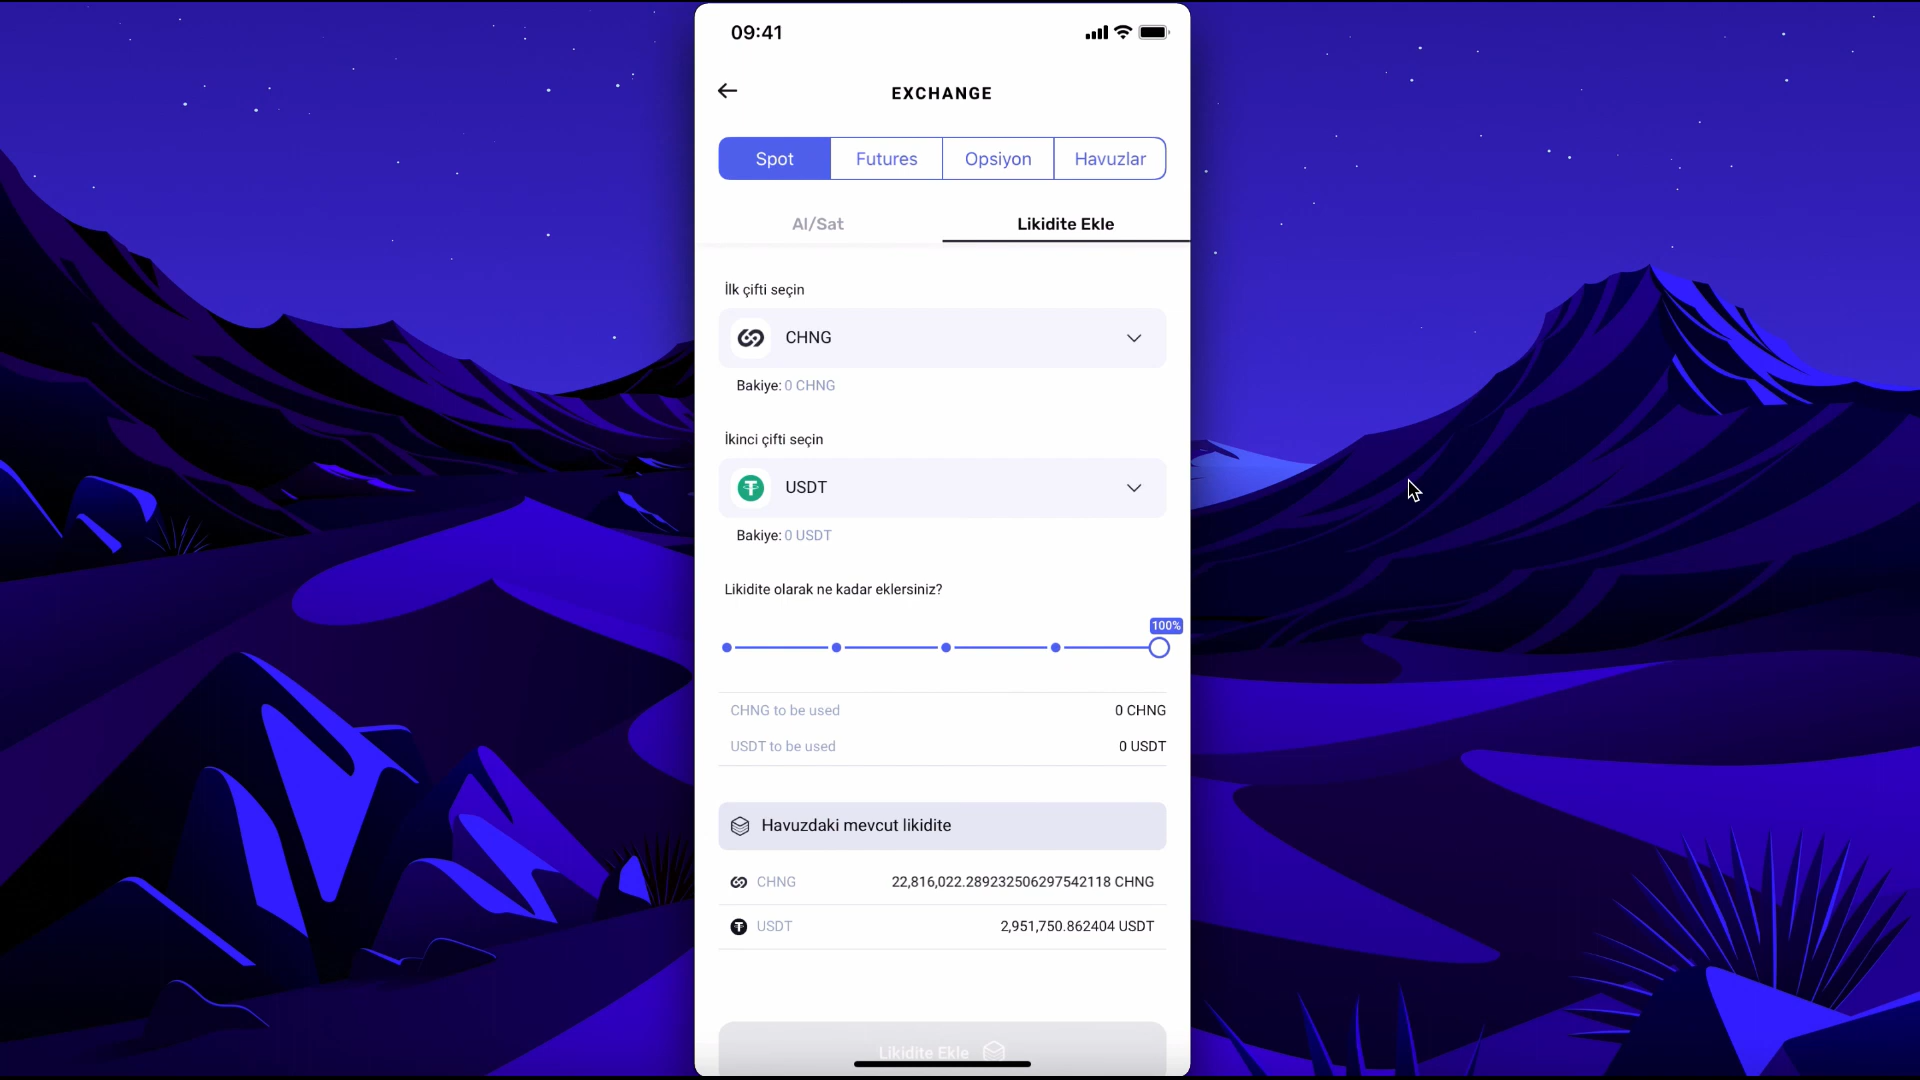 09:41
EXCHANGE
Spot Futures Opsiyon Havuzlar
Al/Sat Likidite Ekle
İlk çifti seçin
CHNG
Bakiye: 0 CHNG
İkinci çifti seçin
USDT
Bakiye: 0 USDT
Likidite olarak ne kadar eklersiniz?
100%
CHNG to be used 0 CHNG
USDT to be used 0 USDT
Havuzdaki mevcut likidite
CHNG 22,816,022.289232506297542118 CHNG
USDT 2,951,750.862404 USDT
Likidite Ekle